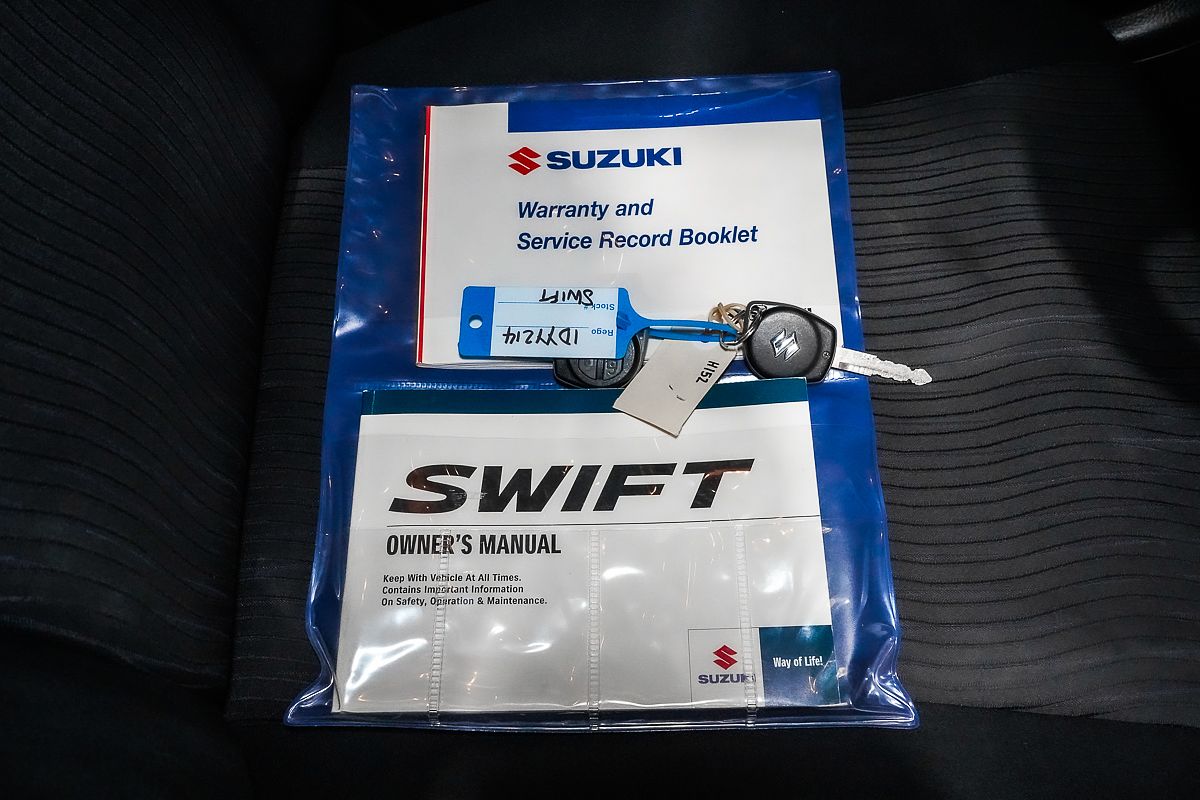 SUZUKI
Warranty and
Service Record Booklet
Stock#
SWIFT
Rego
1DYY214
H152
SWIFT
OWNER'S MANUAL
Keep With Vehicle At All Times.
Contains Important Information
On Safety, Operation & Maintenance.
SUZUKI
Way of Life!